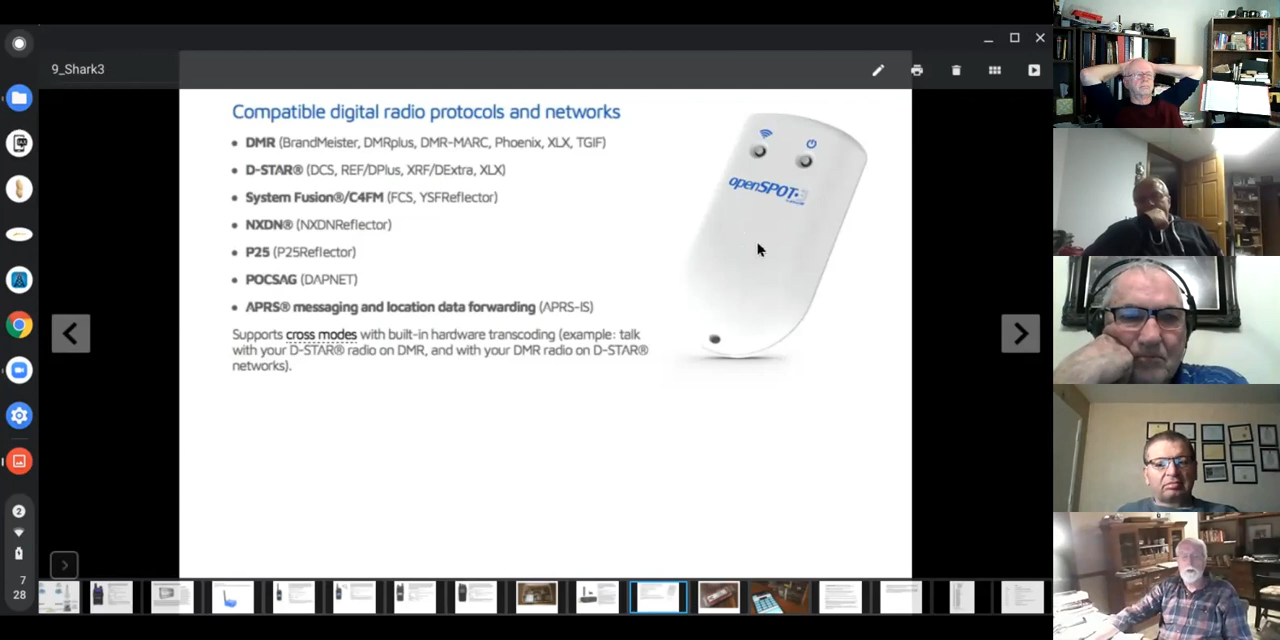 9_Shark3
Compatible digital radio protocols and networks
• DMR (BrandMeister, DMRplus, DMR-MARC, Phoenix, XLX, TGIF)
• D-STAR® (DCS, REF/DPlus, XRF/DExtra, XLX)
• System Fusion®/C4FM (FCS, YSFReflector)
• NXDN® (NXDNReflector)
• P25 (P25Reflector)
• POCSAG (DAPNET)
• APRS® messaging and location data forwarding (APRS-IS)
Supports cross modes with built-in hardware transcoding (example: talk
with your D-STAR® radio on DMR, and with your DMR radio on D-STAR®
networks).
openSPOT3
2
7
28